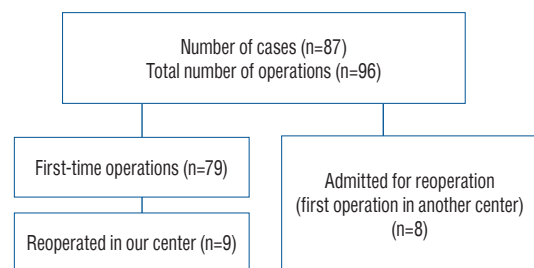 Number of cases (n=87)
Total number of operations (n=96)
First-time operations (n=79)
Reoperated in our center (n=9)
Admitted for reoperation
(first operation in another center)
(n=8)